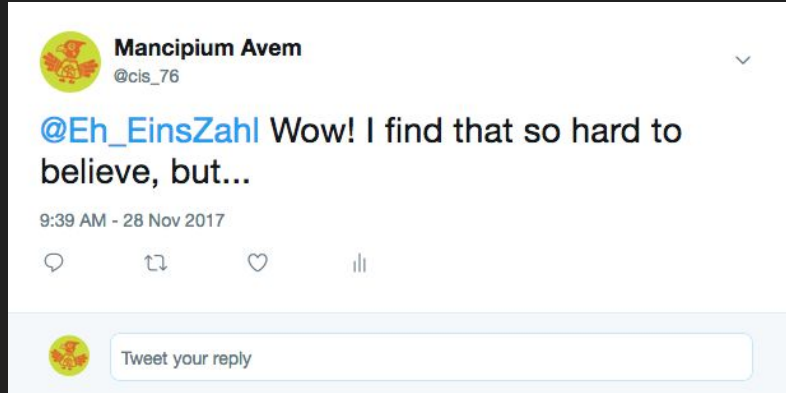 Mancipium Avem
@cis_76
@Eh_EinsZahl Wow! I find that so hard to
believe, but...
9:39 AM - 28 Nov 2017
Tweet your reply